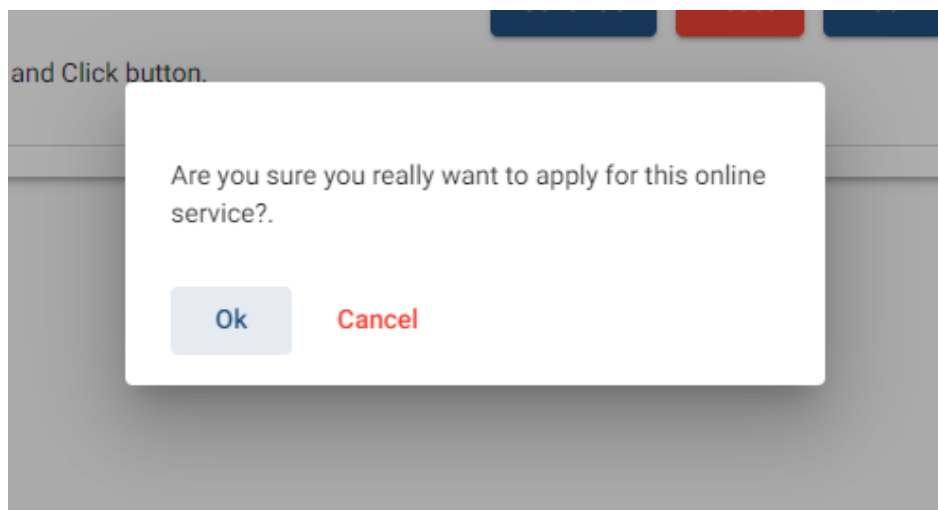 and Click button.
Are you sure you really want to apply for this online
service?.
Ok
Cancel